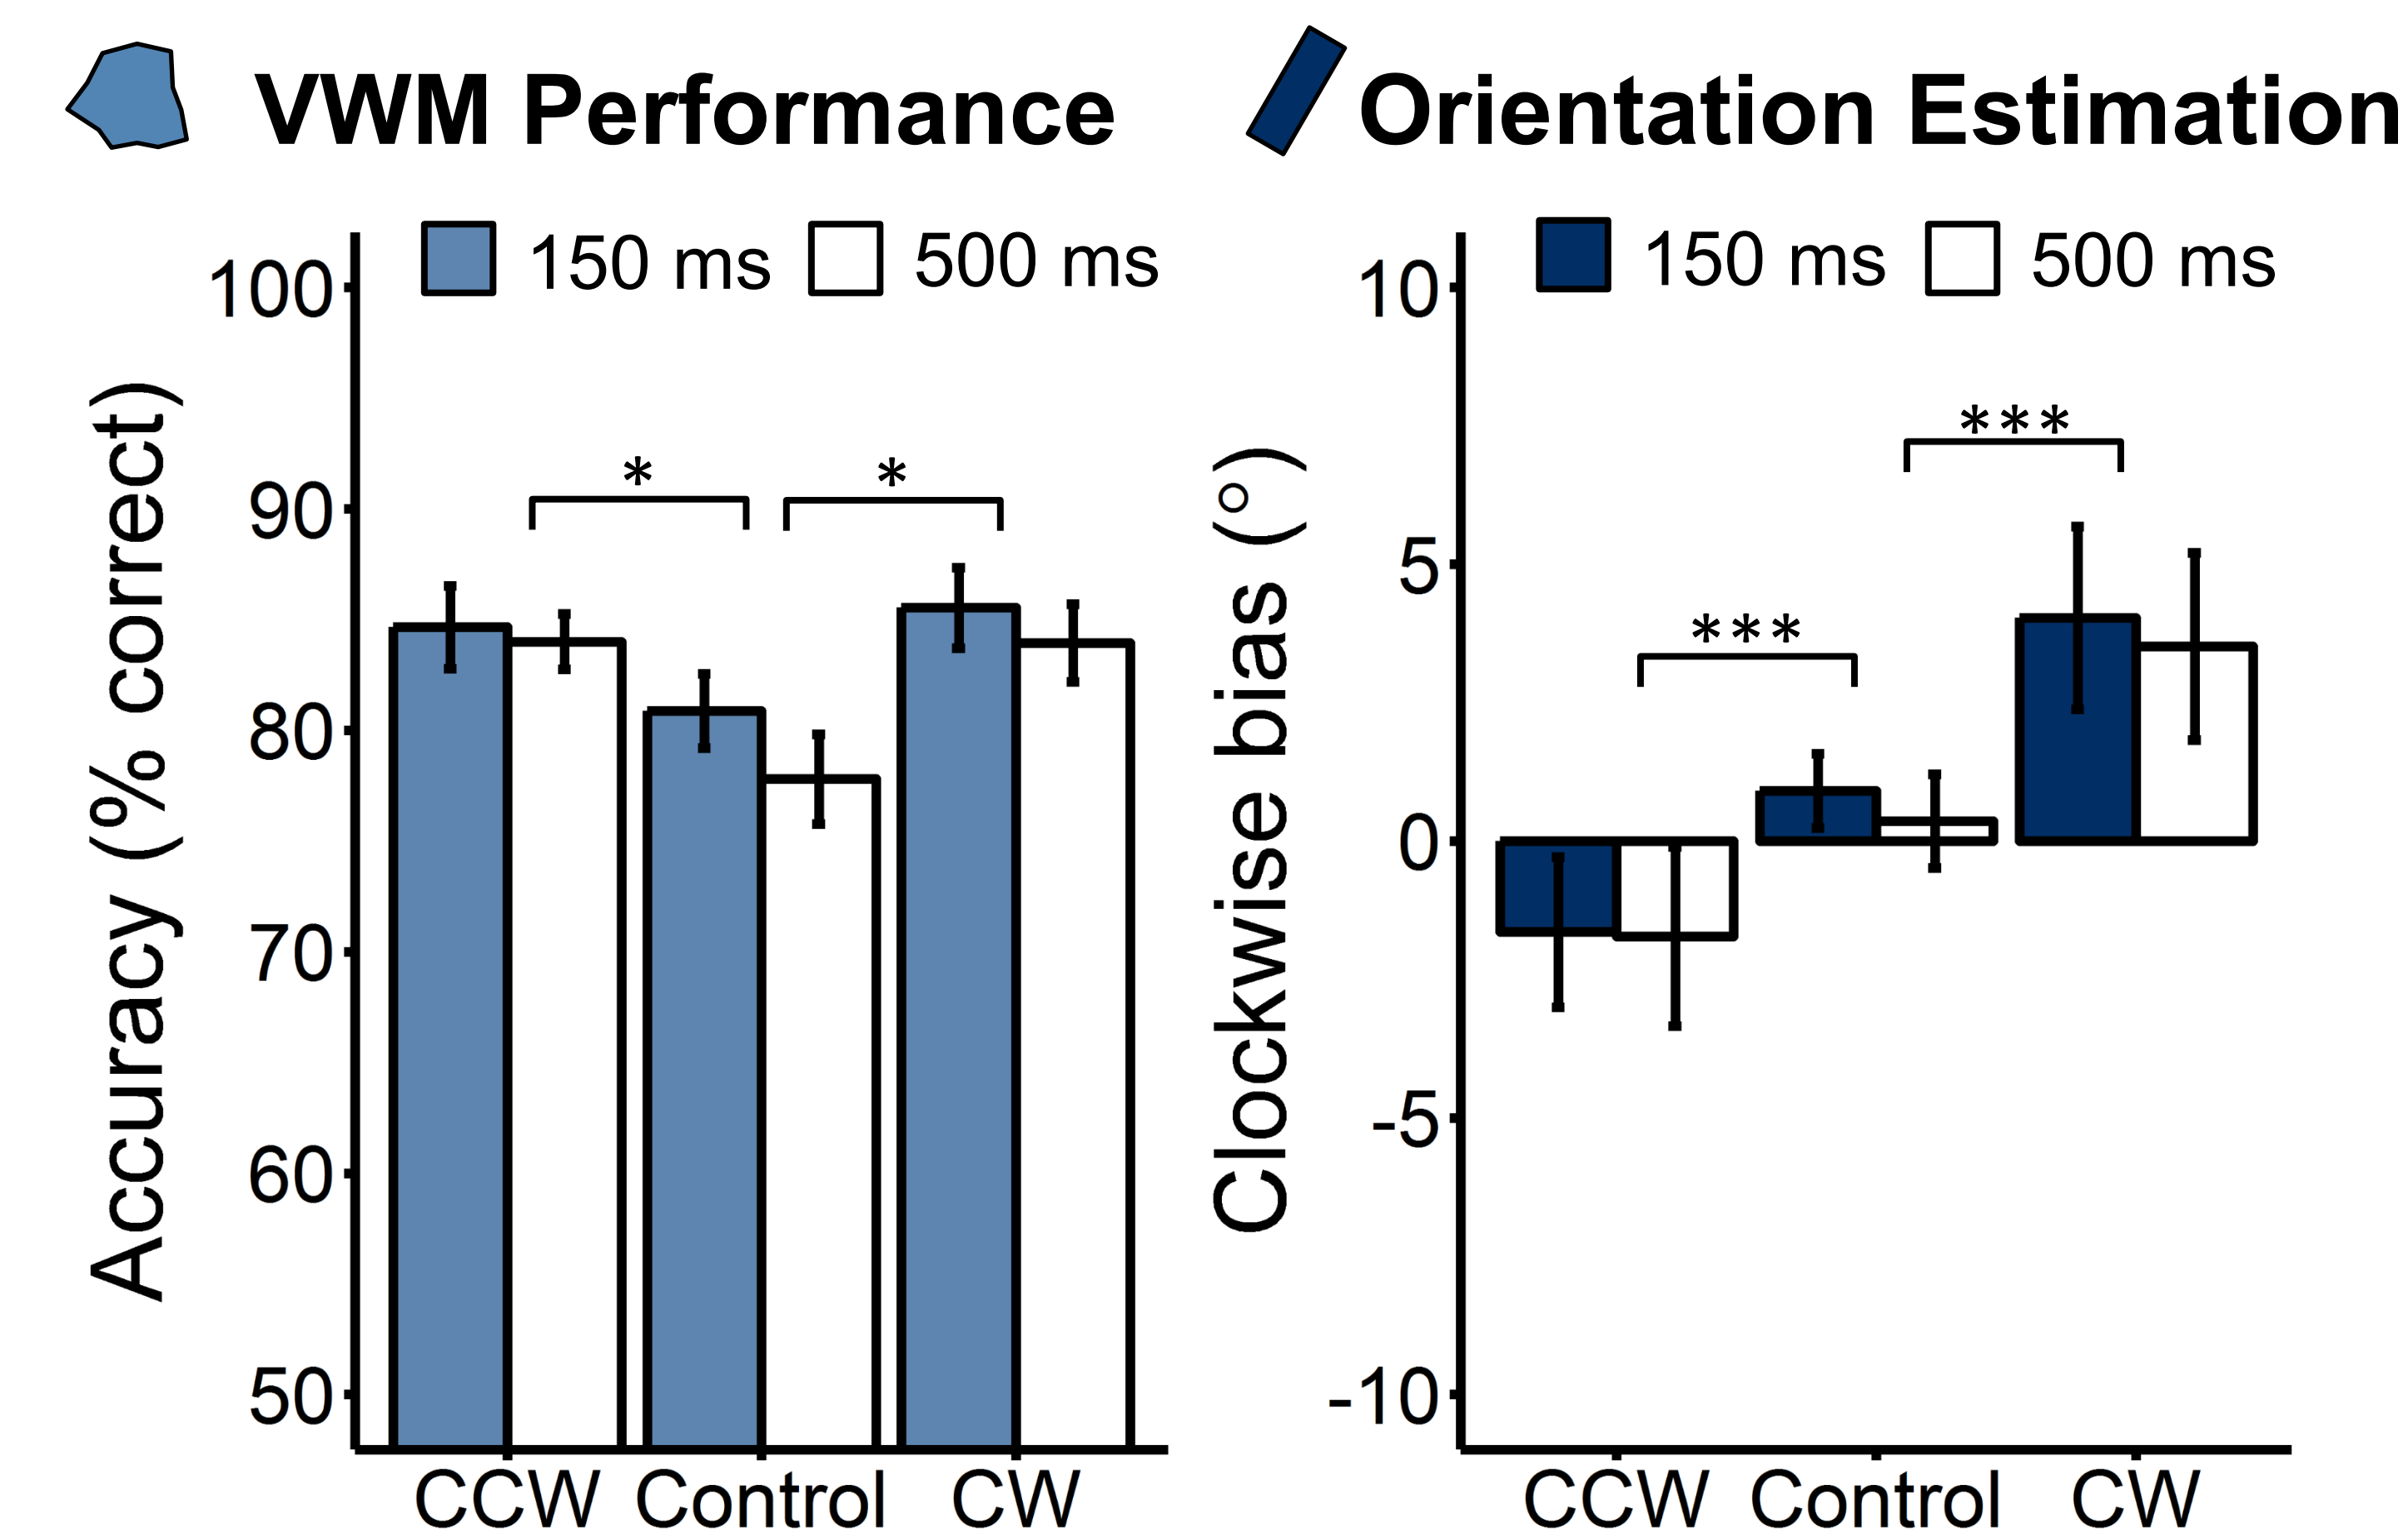 VWM Performance
150 ms 500 ms
Accuracy (% correct)
100
90
80
70
60
50
* *
CCW Control CW
Orientation Estimation
150 ms 500 ms
Clockwise bias (°)
10
5
0
-5
-10
***
***
CCW Control CW